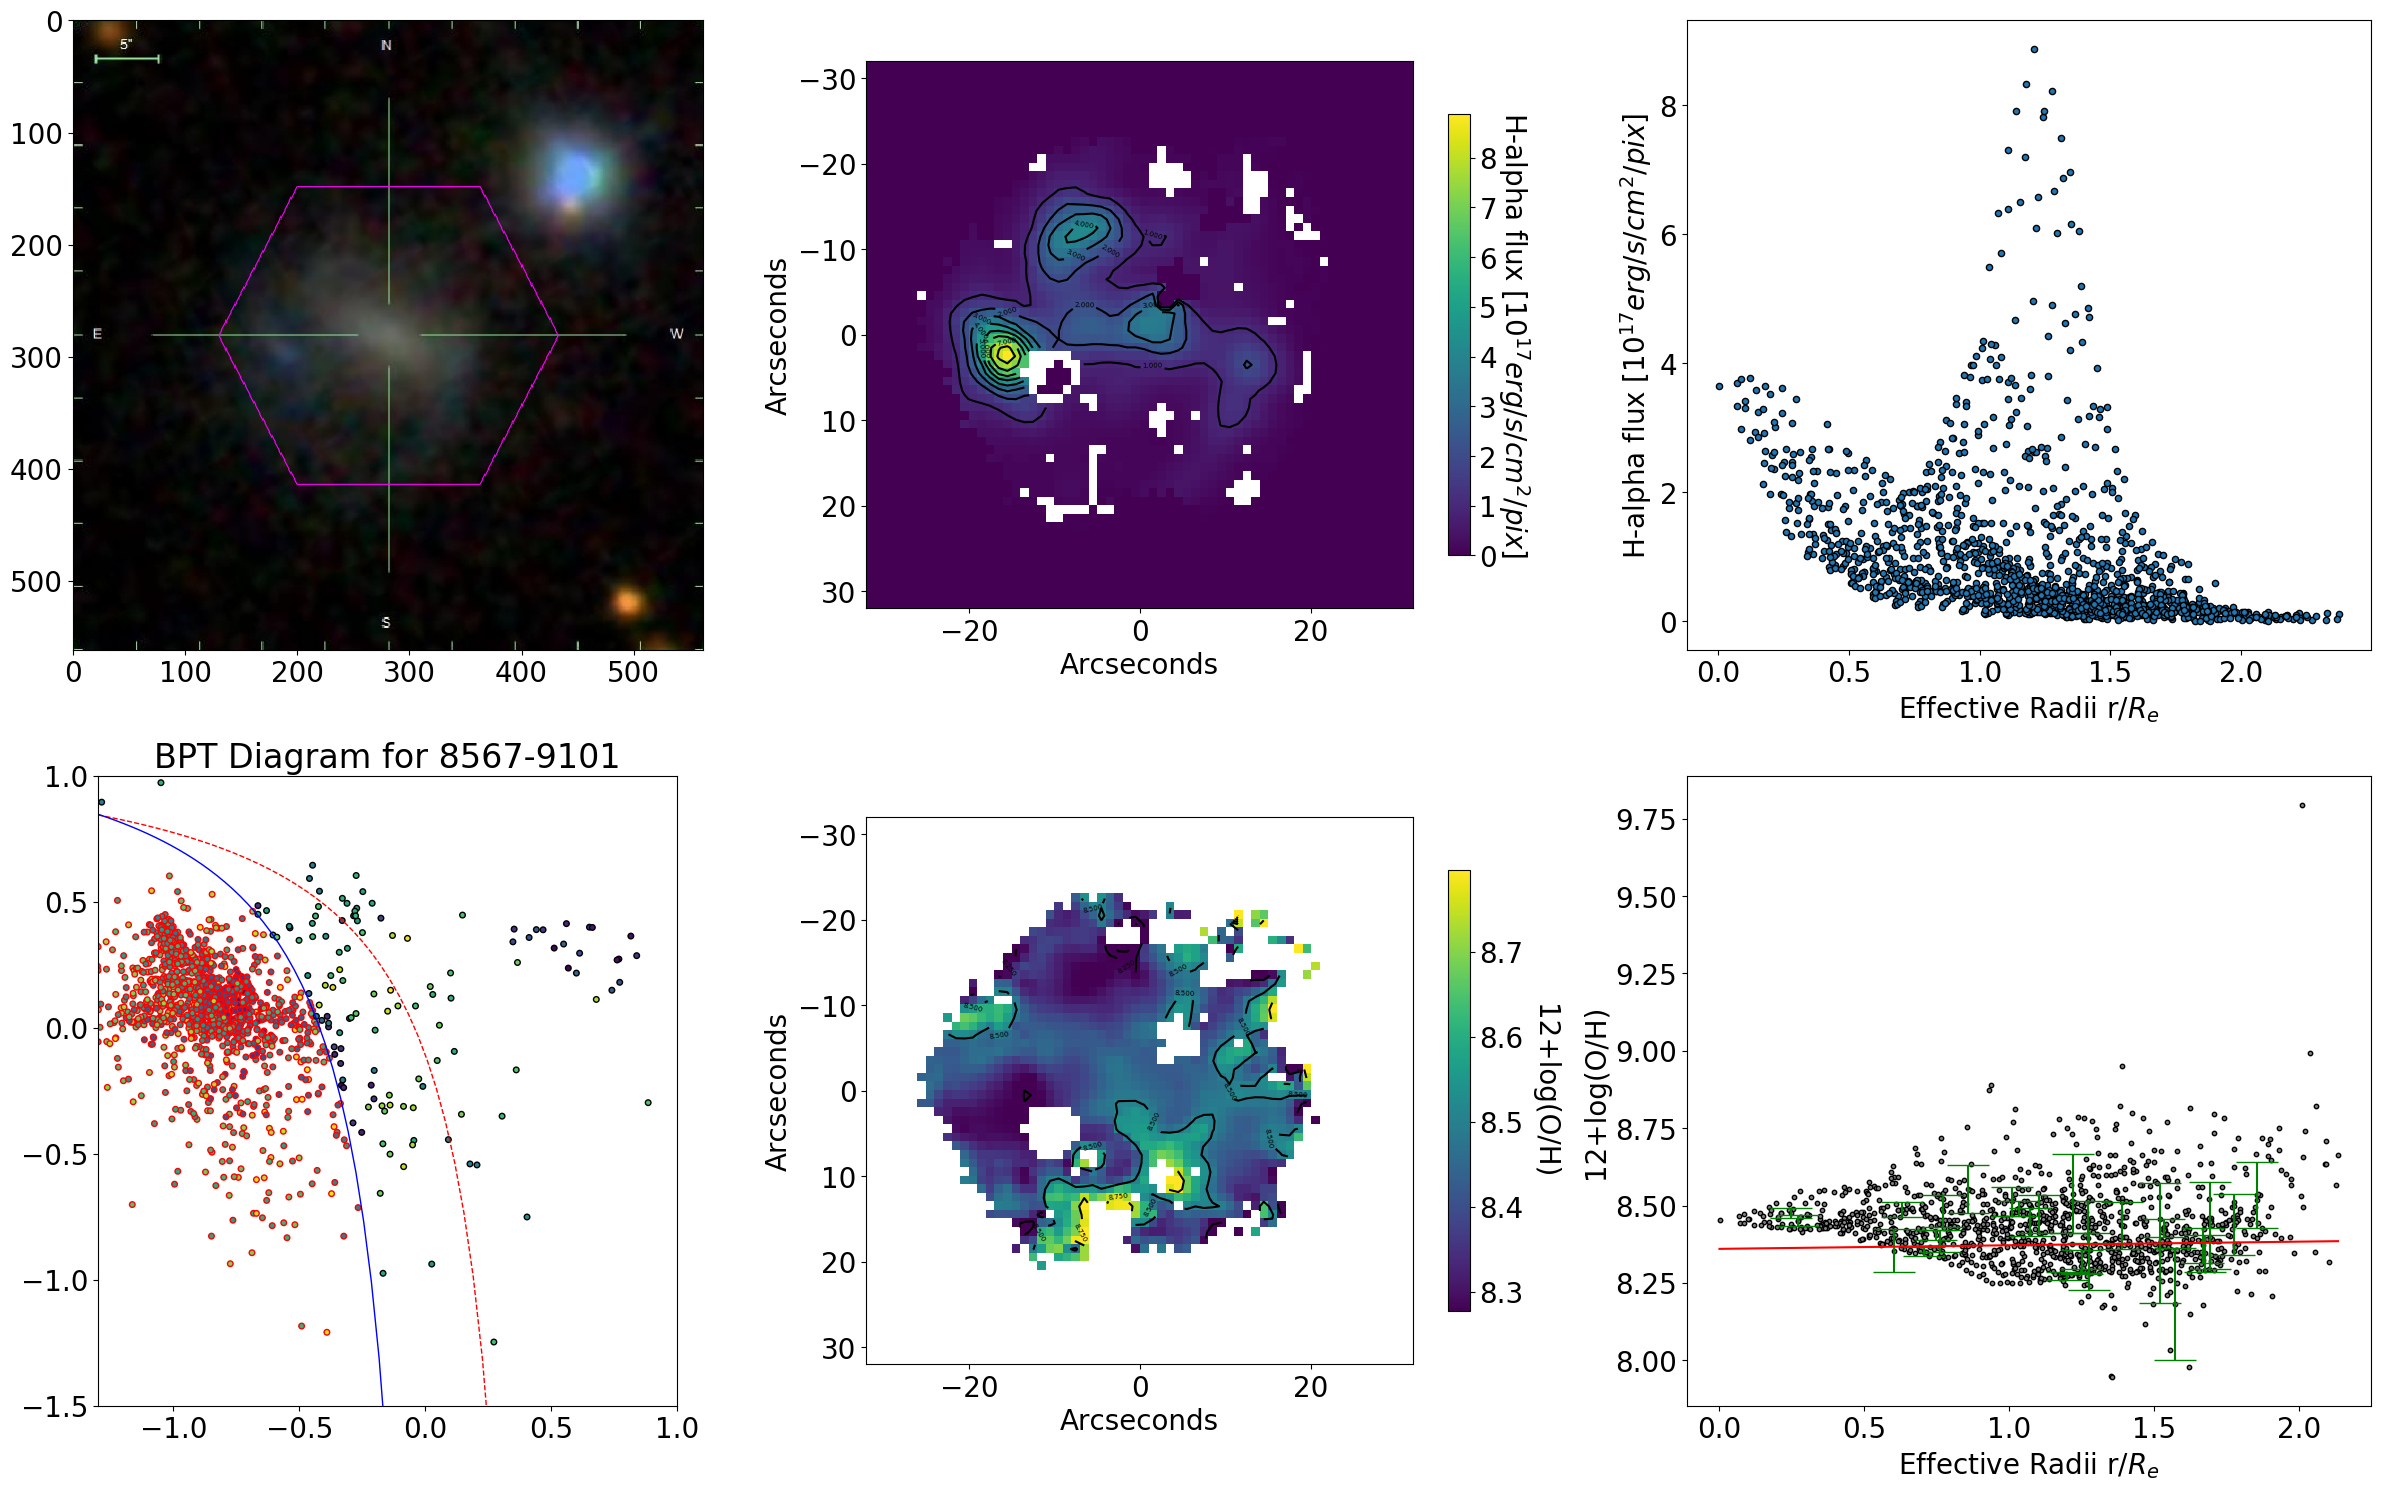 0
100
200
300
400
500
0 100 200 300 400 500
5"
N
E
W
S
−30
−20
−10
0
10
20
30
−20 0 20
Arcseconds
Arcseconds
8
7
6
5
4
3
2
1
0
H-alpha flux [10^17 erg/s/cm^2/pix]
H-alpha flux [10^17 erg/s/cm^2/pix]
8
6
4
2
0
0.0 0.5 1.0 1.5 2.0
Effective Radii r/R_e
BPT Diagram for 8567-9101
1.0
0.5
0.0
−0.5
−1.0
−1.5
−1.0 −0.5 0.0 0.5 1.0
−30
−20
−10
0
10
20
30
−20 0 20
Arcseconds
Arcseconds
8.7
8.6
8.5
8.4
8.3
12+log(O/H)
12+log(O/H)
9.75
9.50
9.25
9.00
8.75
8.50
8.25
8.00
0.0 0.5 1.0 1.5 2.0
Effective Radii r/R_e